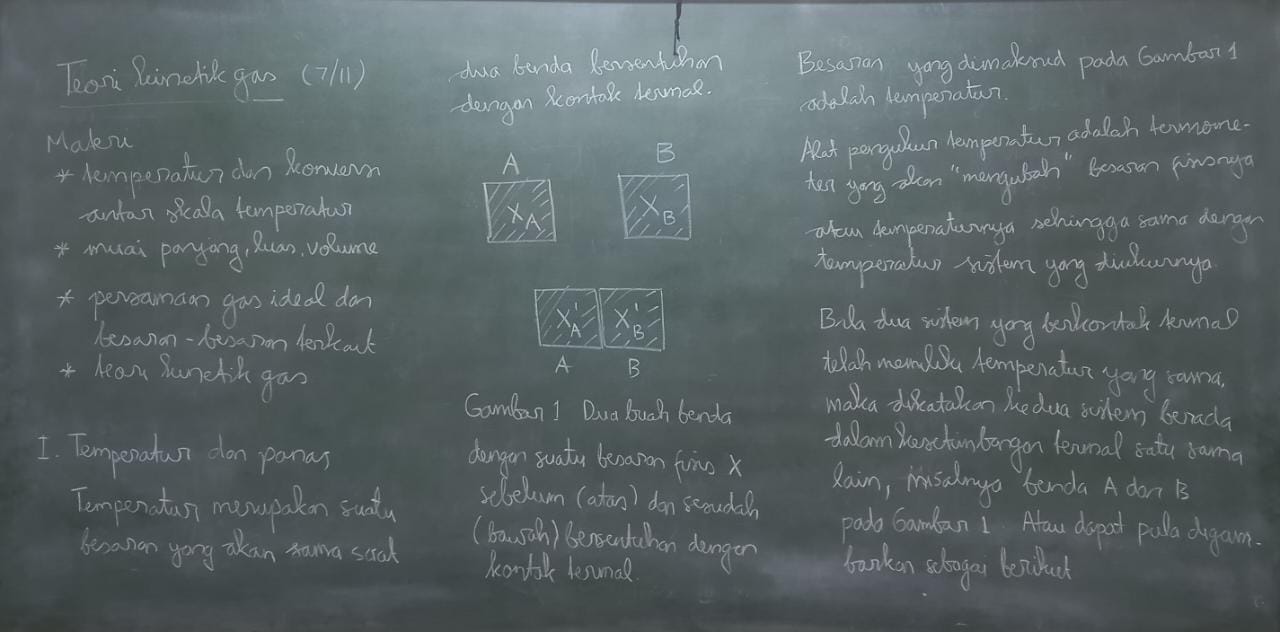 Teori kinetik gas (7/11)
Materi
* temperatur dan konversi
antar skala temperatur
* muai panjang, luas, volume
* persamaan gas ideal dan
besaran-besaran terkait
* teori kinetik gas
I. Temperatur dan panas
Temperatur merupakan suatu
besaran yang akan sama saat
dua benda bersentuhan
dengan kontak termal.
A B
X_A X_B
X'_A X'_B
A B
Gambar 1 Dua buah benda
dengan suatu besaran fisis X
sebelum (atas) dan sesudah
(bawah) bersentuhan dengan
kontak termal.
Besaran yang dimaksud pada Gambar 1
adalah temperatur.
Alat pengukur temperatur adalah termome-
ter yang akan "mengubah" besaran fisisnya
atau temperaturnya sehingga sama dengan
temperatur sistem yang diukurnya.
Bila dua sistem yang berkontak termal
telah memiliki temperatur yang sama,
maka dikatakan kedua sistem berada
dalam kesetimbangan termal satu sama
lain, misalnya benda A dan B
pada Gambar 1. Atau dapat pula digam-
barkan sebagai berikut